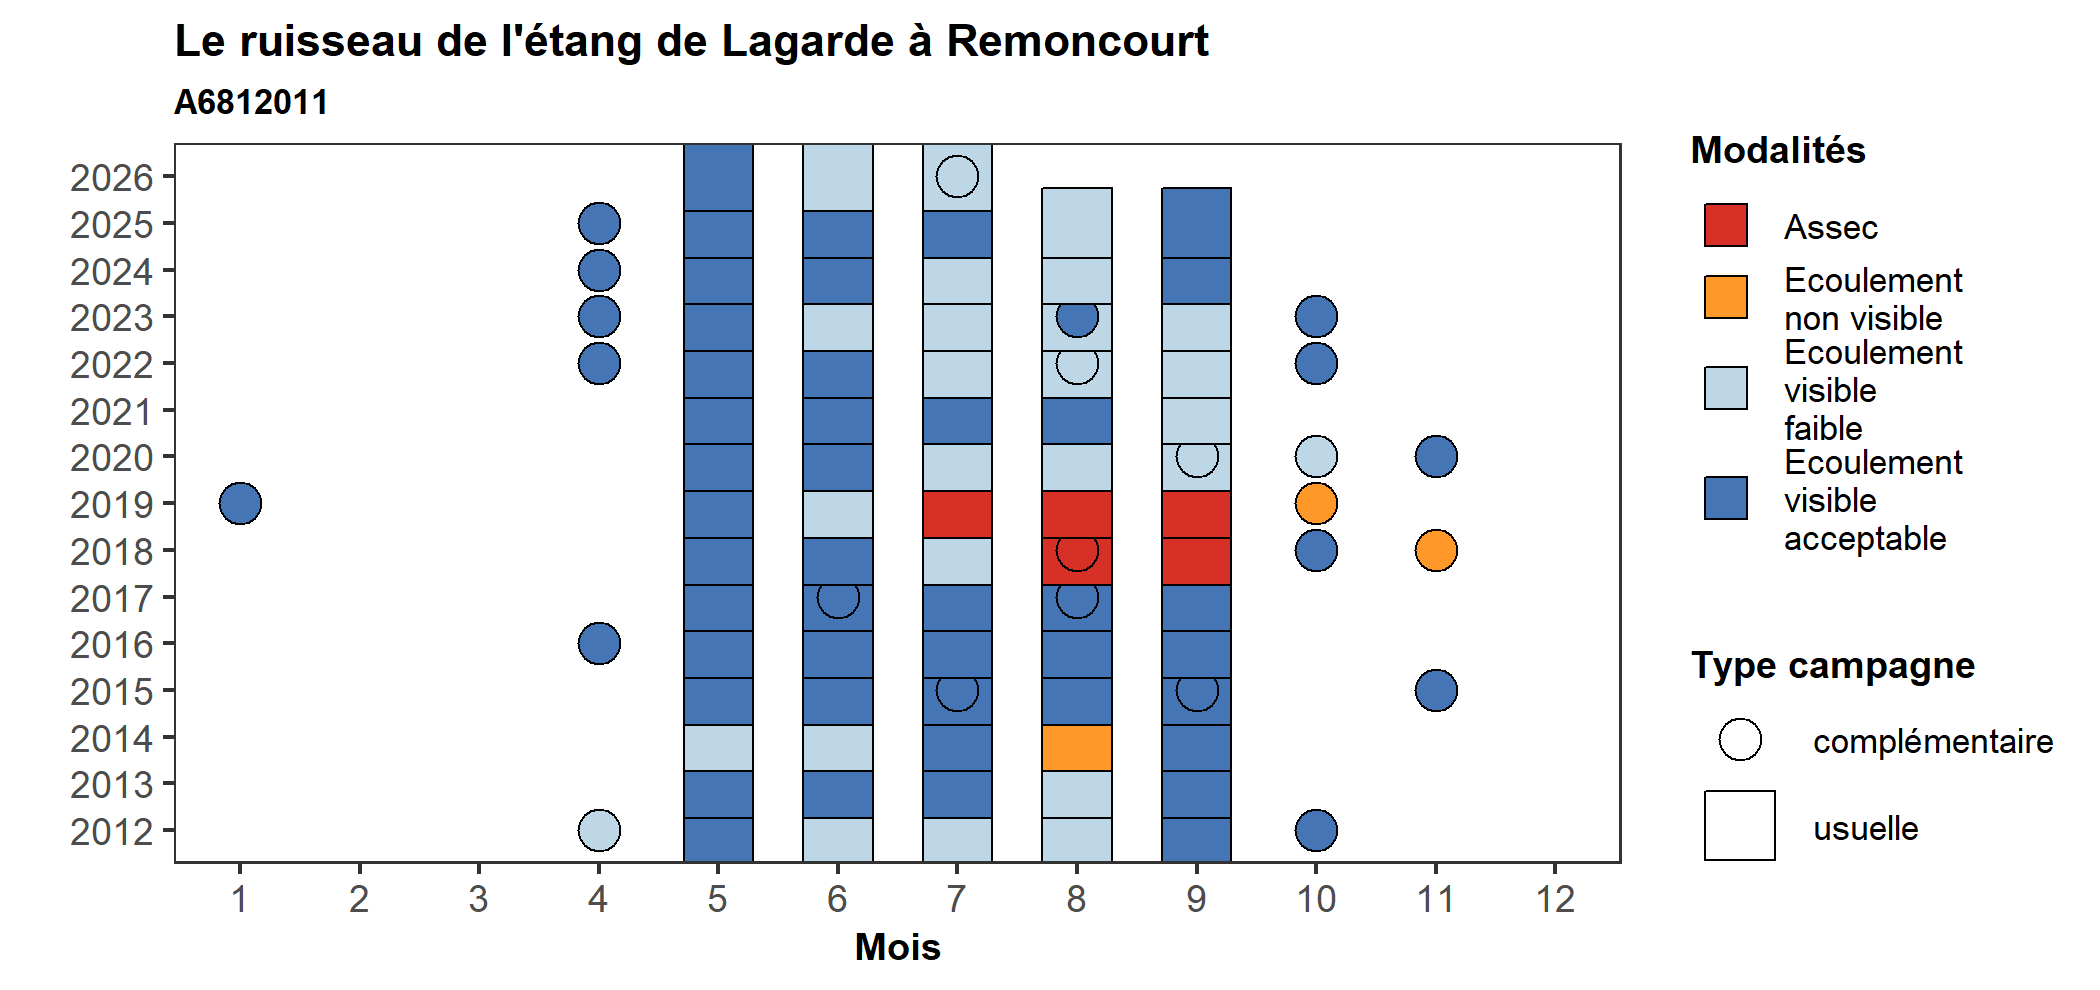 Le ruisseau de l'étang de Lagarde à Remoncourt
A6812011
2026
2025
2024
2023
2022
2021
2020
2019
2018
2017
2016
2015
2014
2013
2012
1 2 3 4 5 6 7 8 9 10 11 12
Mois
Modalités
Assec
Ecoulement
non visible
Ecoulement
visible
faible
Ecoulement
visible
acceptable
Type campagne
complémentaire
usuelle